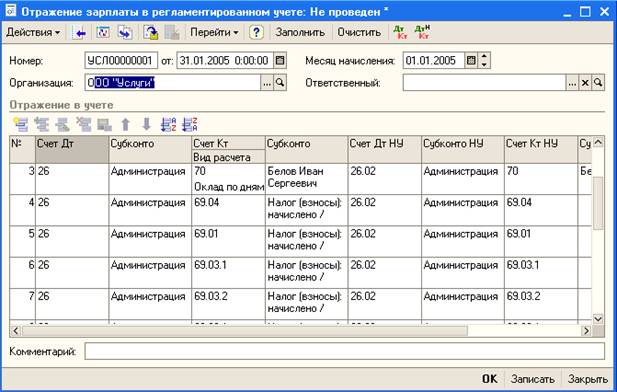 Отражение зарплаты в регламентированном учете: Не проведен *
Действия Перейти ? Заполнить Очистить Дт Кт Дт Н Кт
Номер: УСЛ00000001 от: 31.01.2005 0:00:00 Месяц начисления: 01.01.2005
Организация: ООО "Услуги" ... Ответственный: ... x
Отражение в учете
№ Счет Дт Субконто Счет Кт Субконто Счет Дт НУ Субконто НУ Счет Кт НУ Су
Вид расчета
3 26 Администрация 70 Белов Иван 26.02 Администрация 70 Бе
Оклад по дням Сергеевич
4 26 Администрация 69.04 Налог (взносы): 26.02 Администрация 69.04
начислено /
5 26 Администрация 69.01 Налог (взносы): 26.02 Администрация 69.01
начислено /
6 26 Администрация 69.03.1 Налог (взносы): 26.02 Администрация 69.03.1
начислено /
7 26 Администрация 69.03.2 Налог (взносы): 26.02 Администрация 69.03.2
начислено /
Комментарий:
OK Записать Закрыть